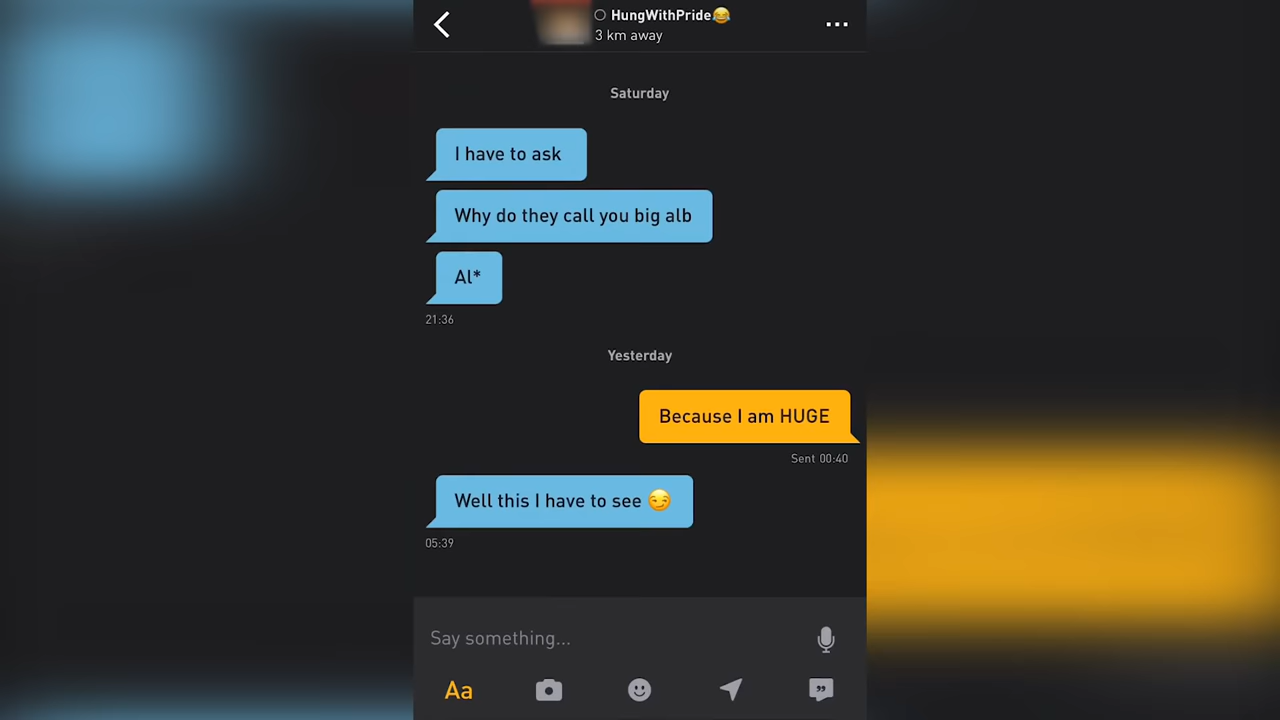 HungWithPride😂
3 km away
Saturday
I have to ask
Why do they call you big alb
Al*
21:36
Yesterday
Because I am HUGE
Sent 00:40
Well this I have to see 😏
05:39
Say something...
Aa